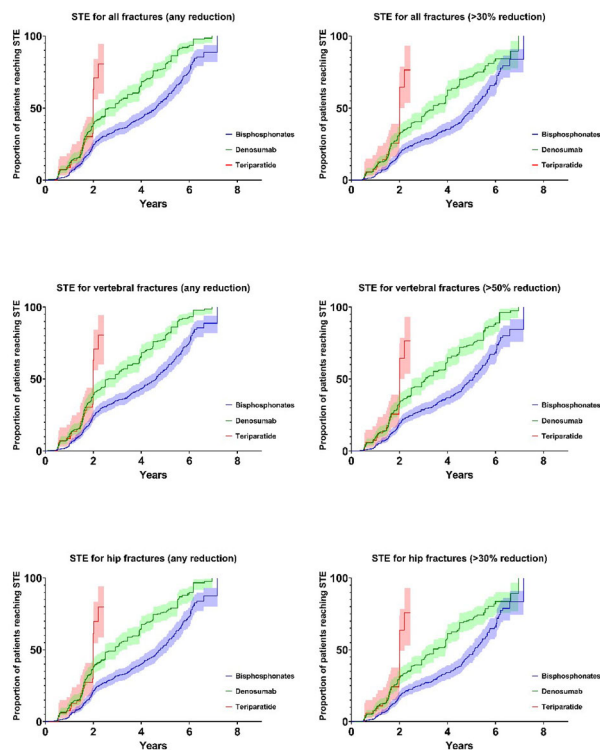 STE for all fractures (any reduction)
Proportion of patients reaching STE
100
50
0
0 2 4 6 8
Years
Bisphosphonates
Denosumab
Teriparatide
STE for all fractures (>30% reduction)
Proportion of patients reaching STE
100
50
0
0 2 4 6 8
Years
Bisphosphonates
Denosumab
Teriparatide
STE for vertebral fractures (any reduction)
Proportion of patients reaching STE
100
50
0
0 2 4 6 8
Years
Bisphosphonates
Denosumab
Teriparatide
STE for vertebral fractures (>50% reduction)
Proportion of patients reaching STE
100
50
0
0 2 4 6 8
Years
Bisphosphonates
Denosumab
Teriparatide
STE for hip fractures (any reduction)
Proportion of patients reaching STE
100
50
0
0 2 4 6 8
Years
Bisphosphonates
Denosumab
Teriparatide
STE for hip fractures (>30% reduction)
Proportion of patients reaching STE
100
50
0
0 2 4 6 8
Years
Bisphosphonates
Denosumab
Teriparatide